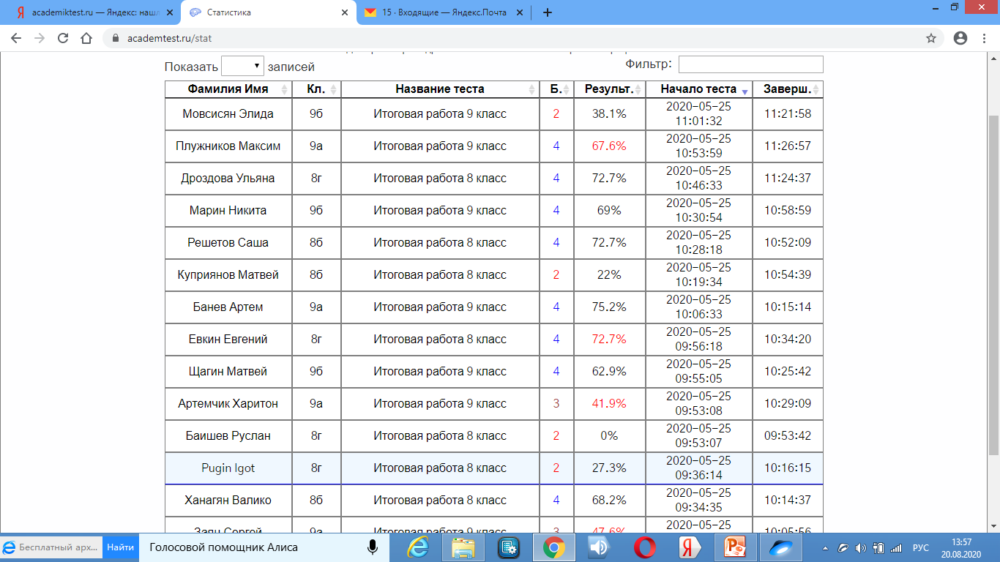 academiktest.ru — Яндекс: наш
Статистика
15 · Входящие — Яндекс.Почта
academtest.ru/stat
Показать записей
Фильтр:
Фамилия Имя Кл. Название теста Б. Результ. Начало теста Заверш.
Мовсисян Элида 9б Итоговая работа 9 класс 2 38.1% 2020-05-25 11:01:32 11:21:58
Плужников Максим 9а Итоговая работа 9 класс 4 67.6% 2020-05-25 10:53:59 11:26:57
Дроздова Ульяна 8г Итоговая работа 8 класс 4 72.7% 2020-05-25 10:46:33 11:24:37
Марин Никита 9б Итоговая работа 9 класс 4 69% 2020-05-25 10:30:54 10:58:59
Решетов Саша 8б Итоговая работа 8 класс 4 72.7% 2020-05-25 10:28:18 10:52:09
Куприянов Матвей 8б Итоговая работа 8 класс 2 22% 2020-05-25 10:19:34 10:54:39
Банев Артем 9а Итоговая работа 9 класс 4 75.2% 2020-05-25 10:06:33 10:15:14
Евкин Евгений 8г Итоговая работа 8 класс 4 72.7% 2020-05-25 09:56:18 10:34:20
Щагин Матвей 9б Итоговая работа 9 класс 4 62.9% 2020-05-25 09:55:05 10:25:42
Артемчик Харитон 9а Итоговая работа 9 класс 3 41.9% 2020-05-25 09:53:08 10:29:09
Баишев Руслан 8г Итоговая работа 8 класс 2 0% 2020-05-25 09:53:07 09:53:42
Pugin Igot 8г Итоговая работа 8 класс 2 27.3% 2020-05-25 09:36:14 10:16:15
Ханагян Валико 8б Итоговая работа 8 класс 4 68.2% 2020-05-25 09:34:35 10:14:37
Сергей 9а Итоговая работа 9 класс 3 47.6% 2020-05-25 10:05:56
Бесплатный арх... Найти Голосовой помощник Алиса РУС 13:57
20.08.2020